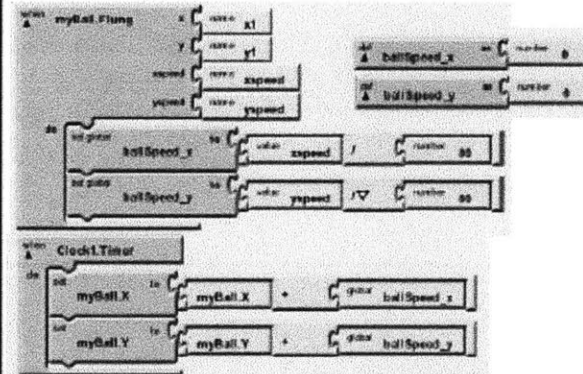 when myBall.Flung x name x1
y name y1
xspeed name xspeed
yspeed name yspeed
def ballSpeed_x as number 0
def ballSpeed_y as number 0
do set global ballSpeed_x to value xspeed / number
set global ballSpeed_y to value yspeed / number
when Clock1.Timer
do set myBall.X to myBall.X + global ballSpeed_x
set myBall.Y to myBall.Y + global ballSpeed_y